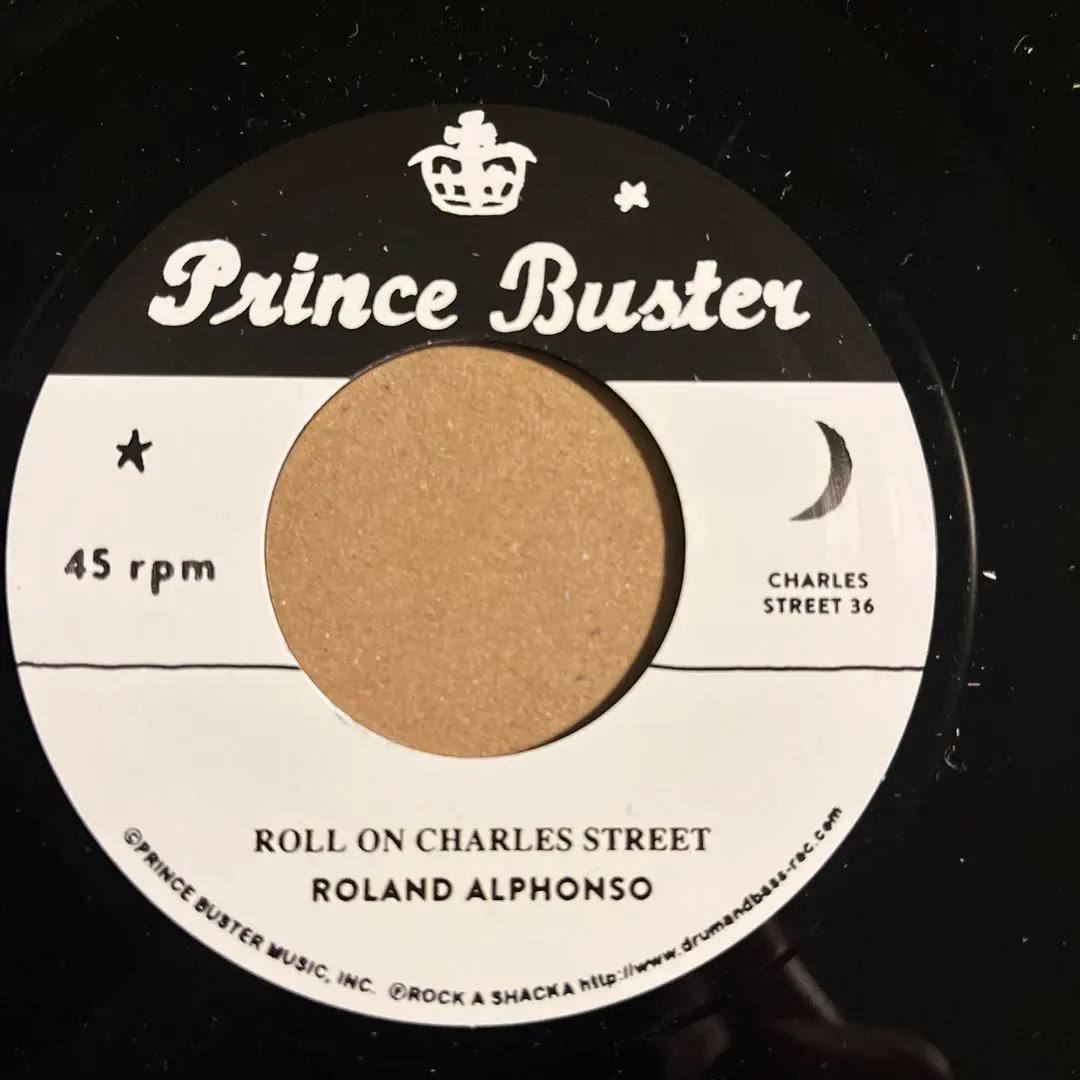 Prince Buster
45 rpm
CHARLES
STREET 36
ROLL ON CHARLES STREET
ROLAND ALPHONSO
©PRINCE BUSTER MUSIC, INC. ℗ROCK A SHACKA http://www.drumandbass-rec.com